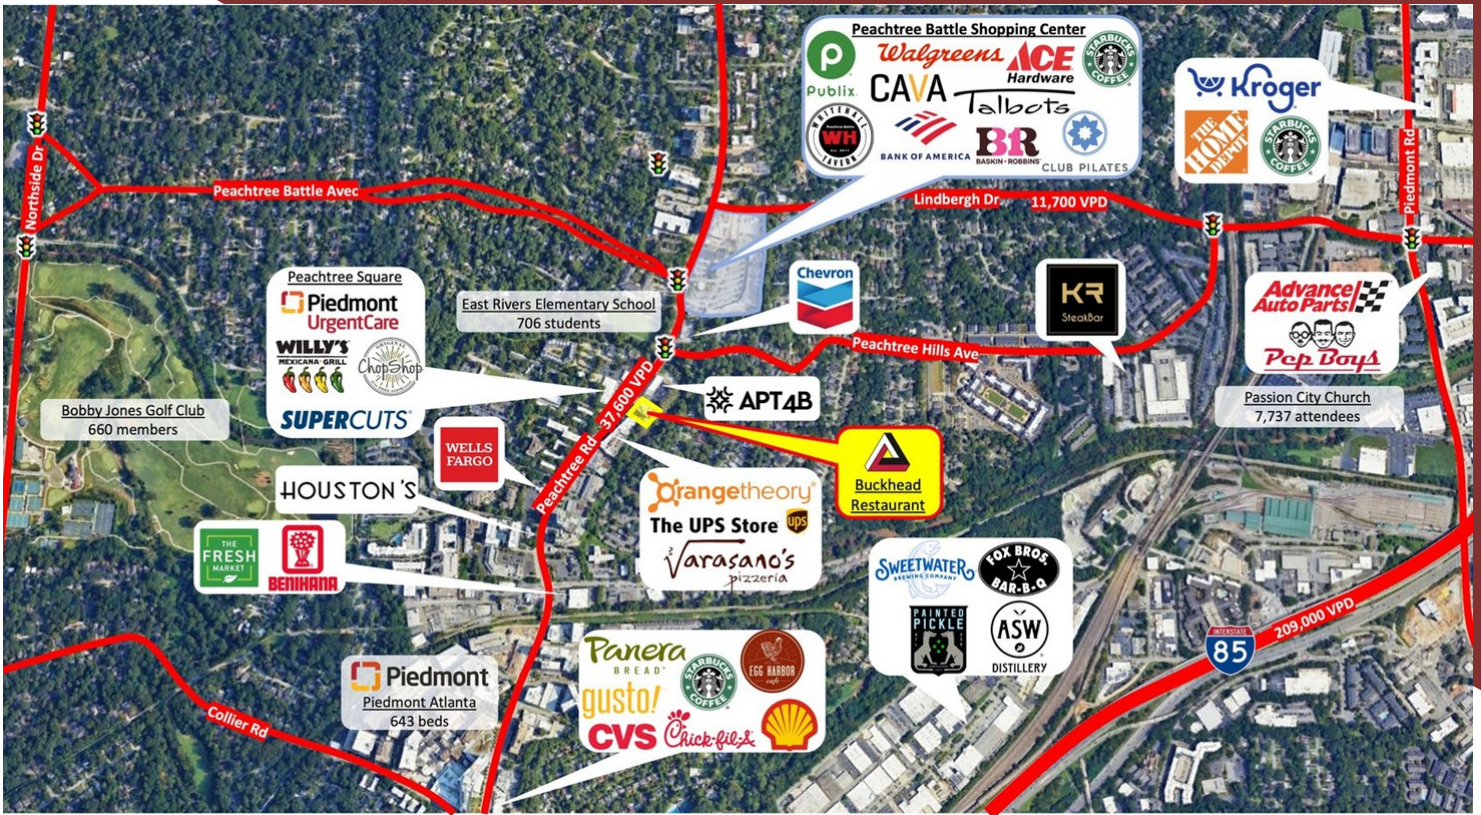 Peachtree Battle Shopping Center
Publix.
Walgreens
ACE
Hardware
STARBUCKS
COFFEE
CAVA
Talbots
WHITEHALL
WH
TAVERN
BANK OF AMERICA
BR
BASKIN-ROBBINS
CLUB PILATES
Kroger
THE
HOME
DEPOT
STARBUCKS
COFFEE
Northside Dr
Peachtree Battle Avec
Lindbergh Dr
11,700 VPD
Piedmont Rd
Peachtree Square
Piedmont
UrgentCare
WILLY'S
MEXICANA·GRILL
ORIGINAL
ChopShop
SUPERCUTS
East Rivers Elementary School
706 students
Chevron
KR
SteakBar
Advance
Auto Parts
Pep Boys
Passion City Church
7,737 attendees
Peachtree Hills Ave
APT4B
Bobby Jones Golf Club
660 members
Peachtree Rd
37,600 VPD
WELLS
FARGO
Buckhead
Restaurant
HOUSTON'S
orangetheory
The UPS Store
ups
Varasano's
pizzeria
THE
FRESH
MARKET
BENIHANA
SWEETWATER
BREWING COMPANY
FOX BROS.
BAR-B-Q
PAINTED
PICKLE
ASW
DISTILLERY
INTERSTATE
85
209,000 VPD
Piedmont
Piedmont Atlanta
643 beds
Collier Rd
Panera
BREAD
STARBUCKS
COFFEE
EGG HARBOR
cafe
gusto!
CVS
Chick-fil-A